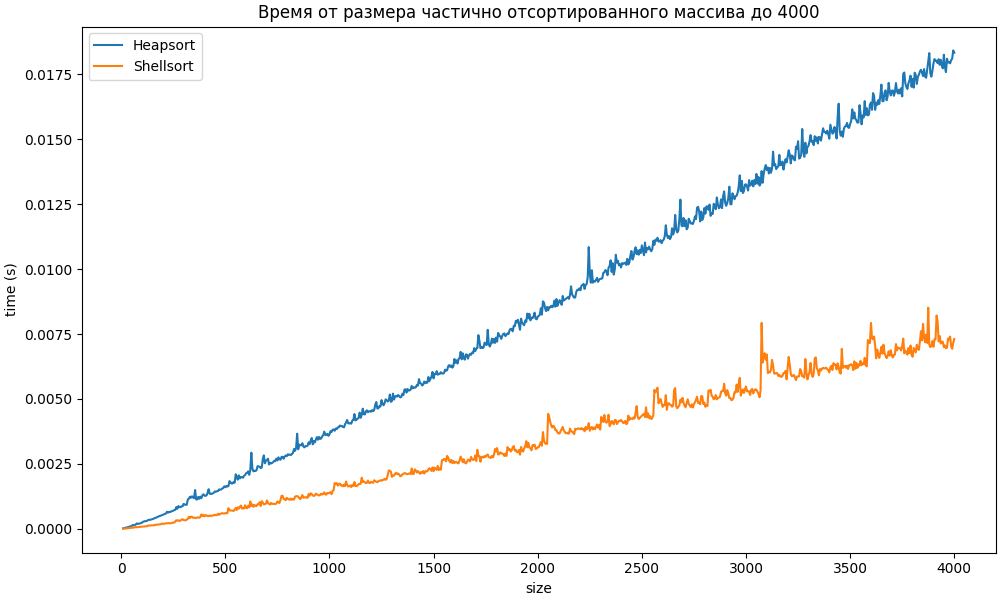 Время от размера частично отсортированного массива до 4000
Heapsort
Shellsort
0.0175
0.0150
0.0125
0.0100
0.0075
0.0050
0.0025
0.0000
time (s)
0 500 1000 1500 2000 2500 3000 3500 4000
size